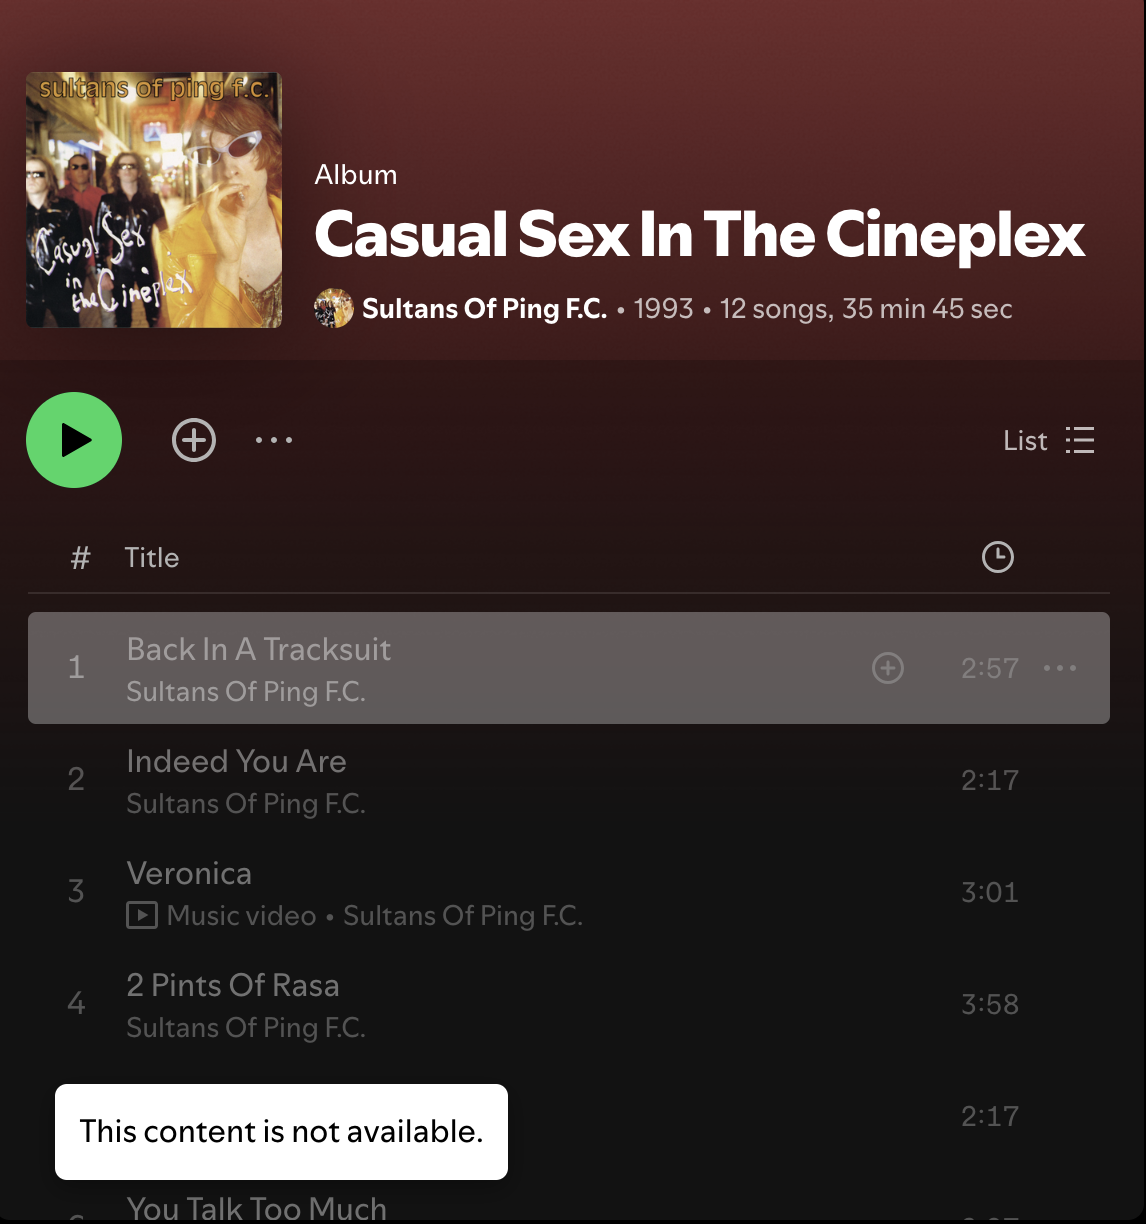 sultans of ping f.c.
Casual Sex
in
the Cineplex
Album
Casual Sex In The Cineplex
Sultans Of Ping F.C. • 1993 • 12 songs, 35 min 45 sec
List
# Title
1 Back In A Tracksuit 2:57
Sultans Of Ping F.C.
2 Indeed You Are 2:17
Sultans Of Ping F.C.
3 Veronica 3:01
Music video • Sultans Of Ping F.C.
4 2 Pints Of Rasa 3:58
Sultans Of Ping F.C.
2:17
This content is not available.
You Talk Too Much